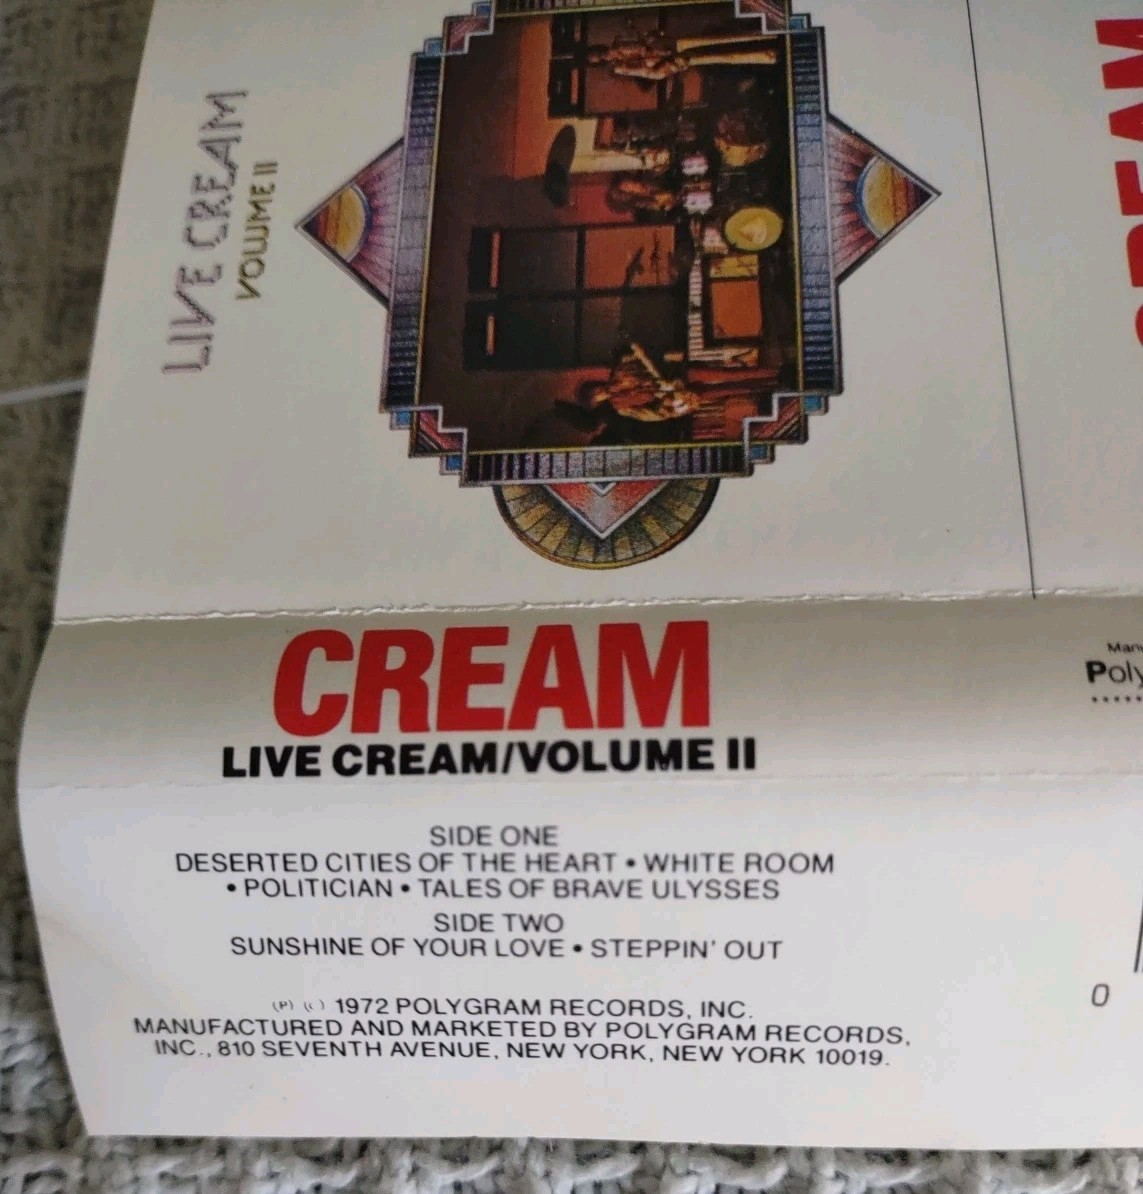 LIVE CREAM
VOLUME II
CREAM
LIVE CREAM/VOLUME II
SIDE ONE
DESERTED CITIES OF THE HEART • WHITE ROOM
• POLITICIAN • TALES OF BRAVE ULYSSES
SIDE TWO
SUNSHINE OF YOUR LOVE • STEPPIN' OUT
(P) (c) 1972 POLYGRAM RECORDS, INC.
MANUFACTURED AND MARKETED BY POLYGRAM RECORDS,
INC., 810 SEVENTH AVENUE, NEW YORK, NEW YORK 10019.
0